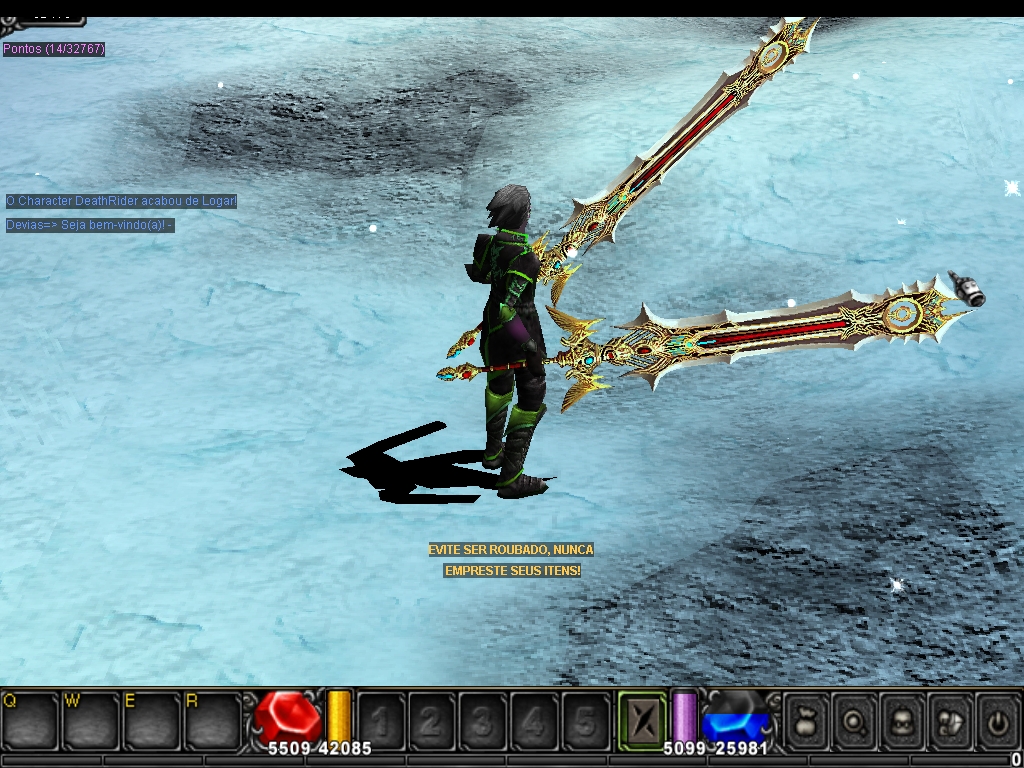 Pontos (14/32767)
O Character DeathRider acabou de Logar!
Devias=> Seja bem-vindo(a)! -
EVITE SER ROUBADO, NUNCA
EMPRESTE SEUS ITENS!
Q W E R 1 2 3 4 5
5509 42085 5099 25981
0